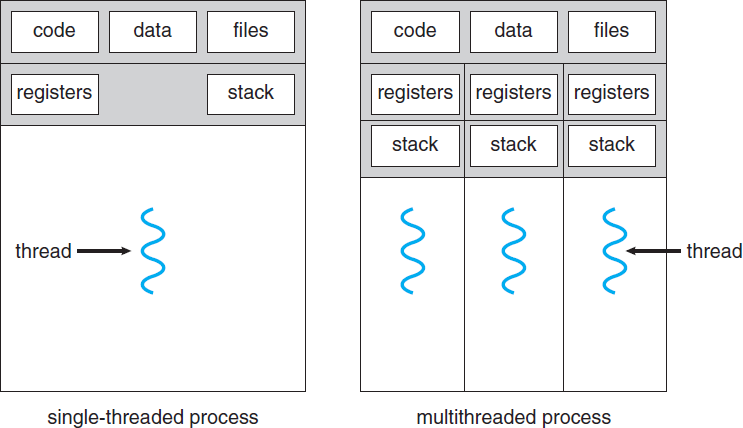 code data files
registers stack
thread
single-threaded process
code data files
registers registers registers
stack stack stack
thread
multithreaded process